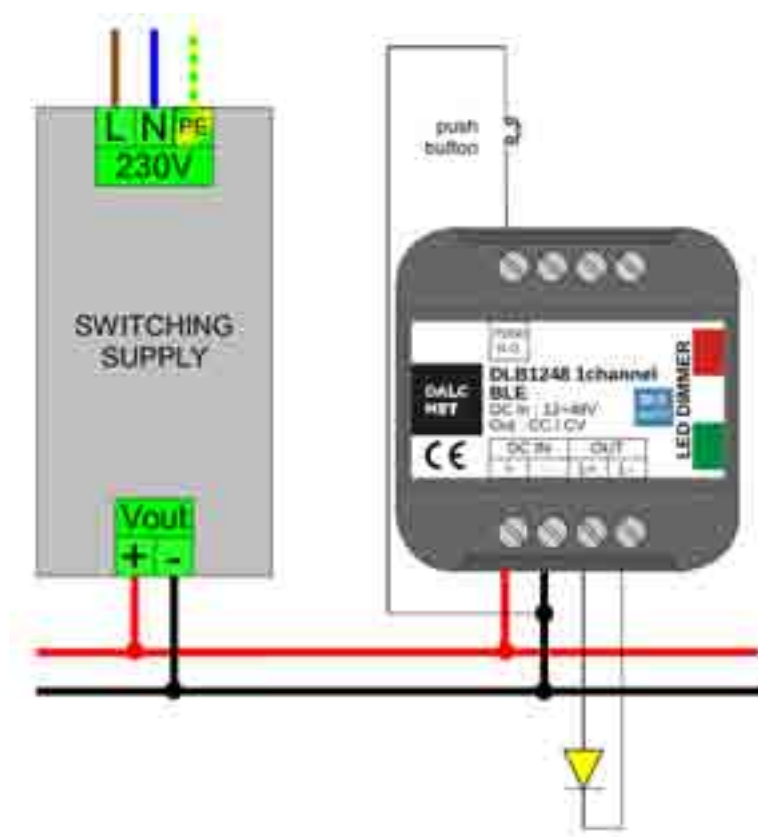 L N PE
230V
SWITCHING
SUPPLY
Vout
+ -
push
button
DALC
NET
DLB1248 1channel
BLE
DC In : 12÷48V
Out : CC / CV
LED DIMMER
CE
DC IN OUT
+ - L+ L-